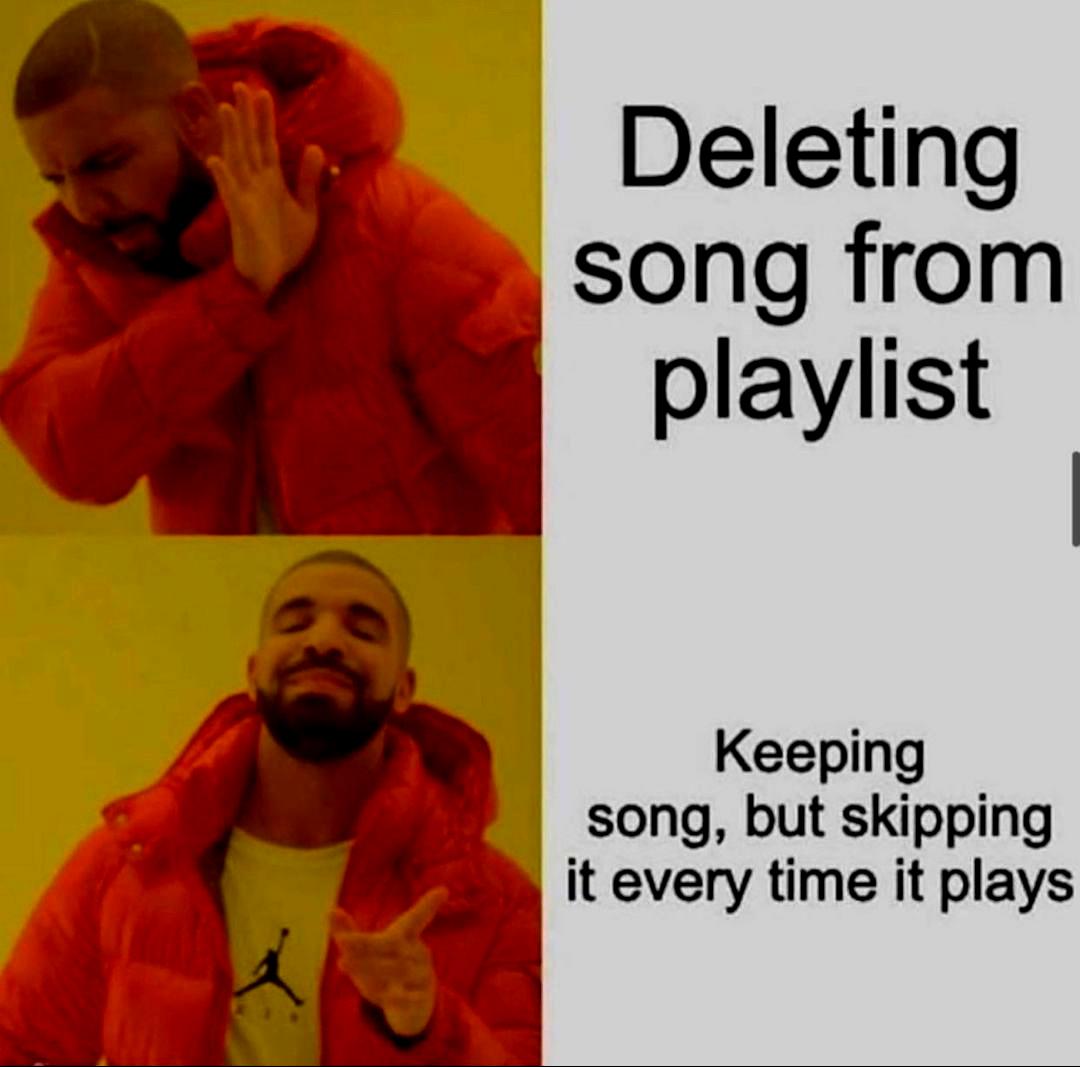 Deleting
song from
playlist
Keeping
song, but skipping
it every time it plays